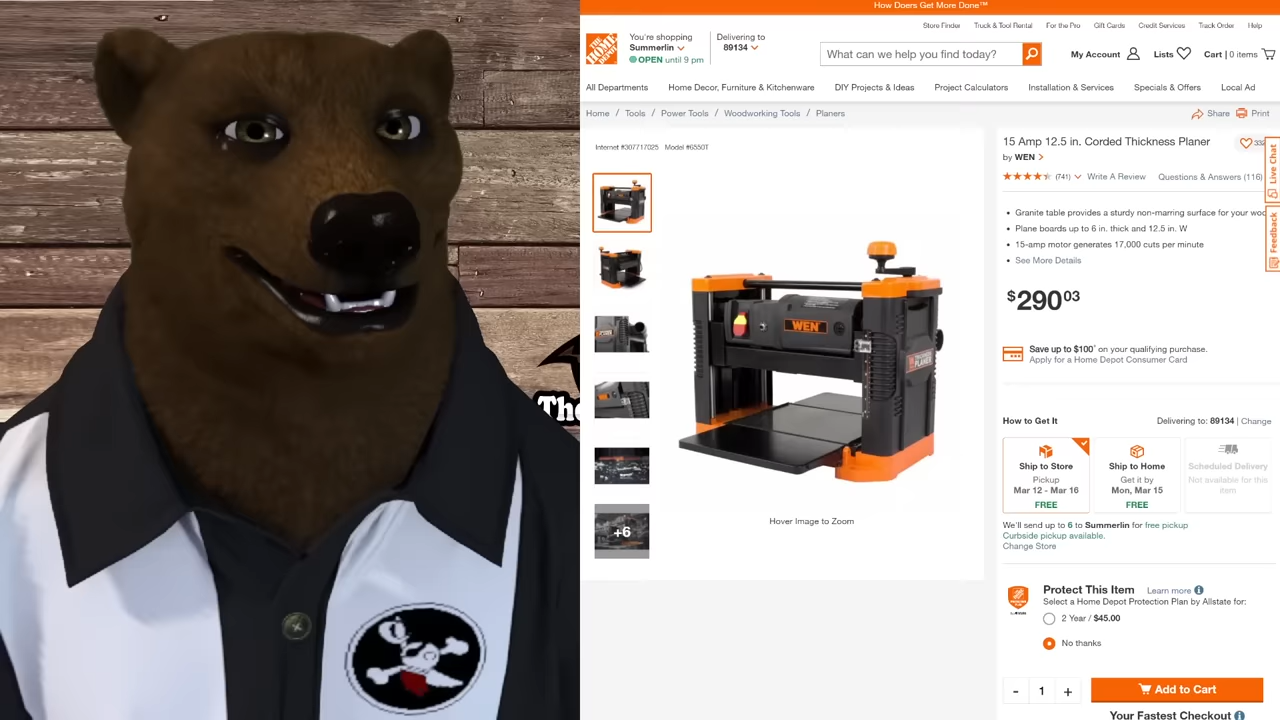 How Doers Get More Done™
Store Finder Truck & Tool Rental For the Pro Gift Cards Credit Services Track Order Help
THE HOME DEPOT
You're shopping
Summerlin
OPEN until 9 pm
Delivering to
89134
What can we help you find today?
My Account
Lists
Cart | 0 items
All Departments Home Decor, Furniture & Kitchenware DIY Projects & Ideas Project Calculators Installation & Services Specials & Offers Local Ad
Home / Tools / Power Tools / Woodworking Tools / Planers
Share
Print
Internet #307717025 Model #6550T
15 Amp 12.5 in. Corded Thickness Planer
by WEN
(741) Write A Review Questions & Answers (116)
Live Chat
Feedback
• Granite table provides a sturdy non-marring surface for your woo
• Plane boards up to 6 in. thick and 12.5 in. W
• 15-amp motor generates 17,000 cuts per minute
• See More Details
$290 03
WEN
PLANER
Save up to $100* on your qualifying purchase.
Apply for a Home Depot Consumer Card
The
How to Get It
Delivering to: 89134 | Change
Ship to Store
Pickup
Mar 12 - Mar 16
FREE
Ship to Home
Get it by
Mon, Mar 15
FREE
Scheduled Delivery
Not available for this
item
+6
Hover Image to Zoom
We'll send up to 6 to Summerlin for free pickup
Curbside pickup available.
Change Store
Protect This Item Learn more
Select a Home Depot Protection Plan by Allstate for:
2 Year / $45.00
No thanks
- 1 +
Add to Cart
Your Fastest Checkout